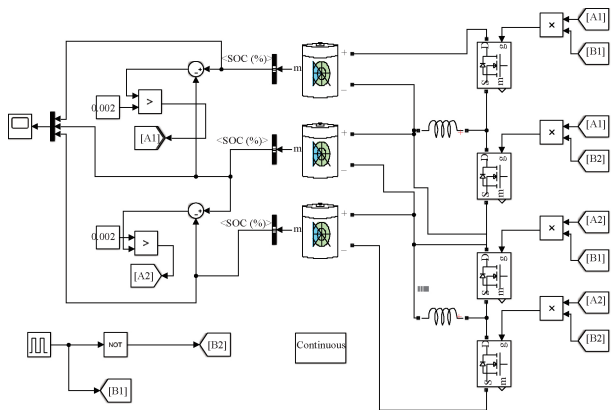 [A1]
[B1]
×
D
g
S
m
<SOC (%)>
m
+
−
0.002
>
[A1]
<SOC (%)>
m
+
−
[A1]
[B2]
×
D
g
S
m
<SOC (%)>
m
+
−
0.002
>
[A2]
[A2]
[B1]
×
D
g
S
m
[A2]
[B2]
×
D
g
S
m
NOT
[B2]
[B1]
Continuous